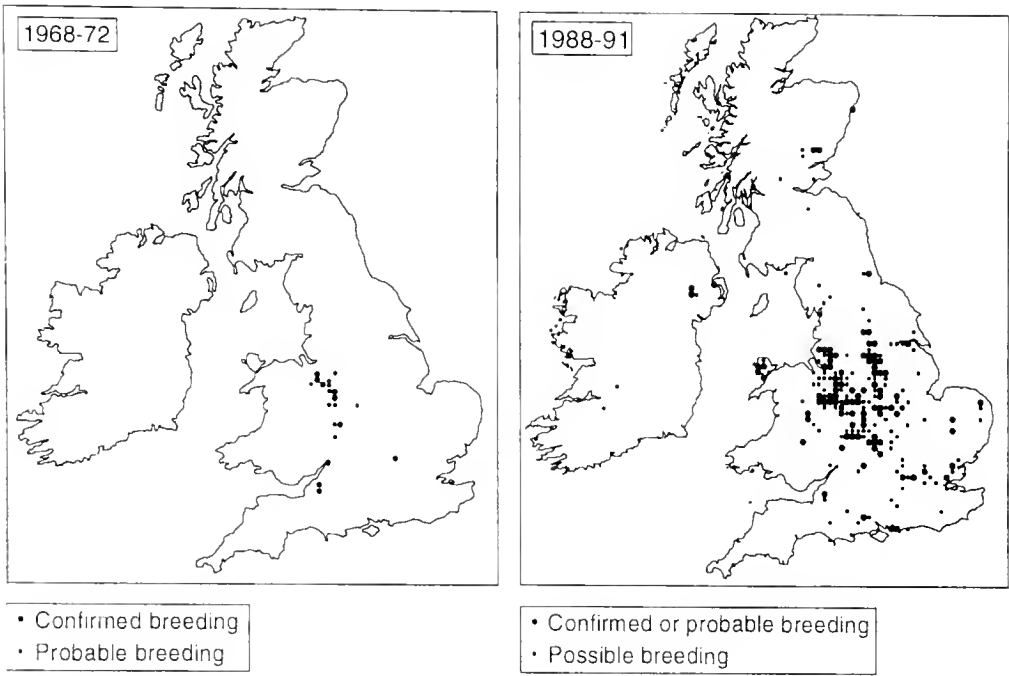 1968-72
1988-91
• Confirmed breeding
• Probable breeding
• Confirmed or probable breeding
• Possible breeding